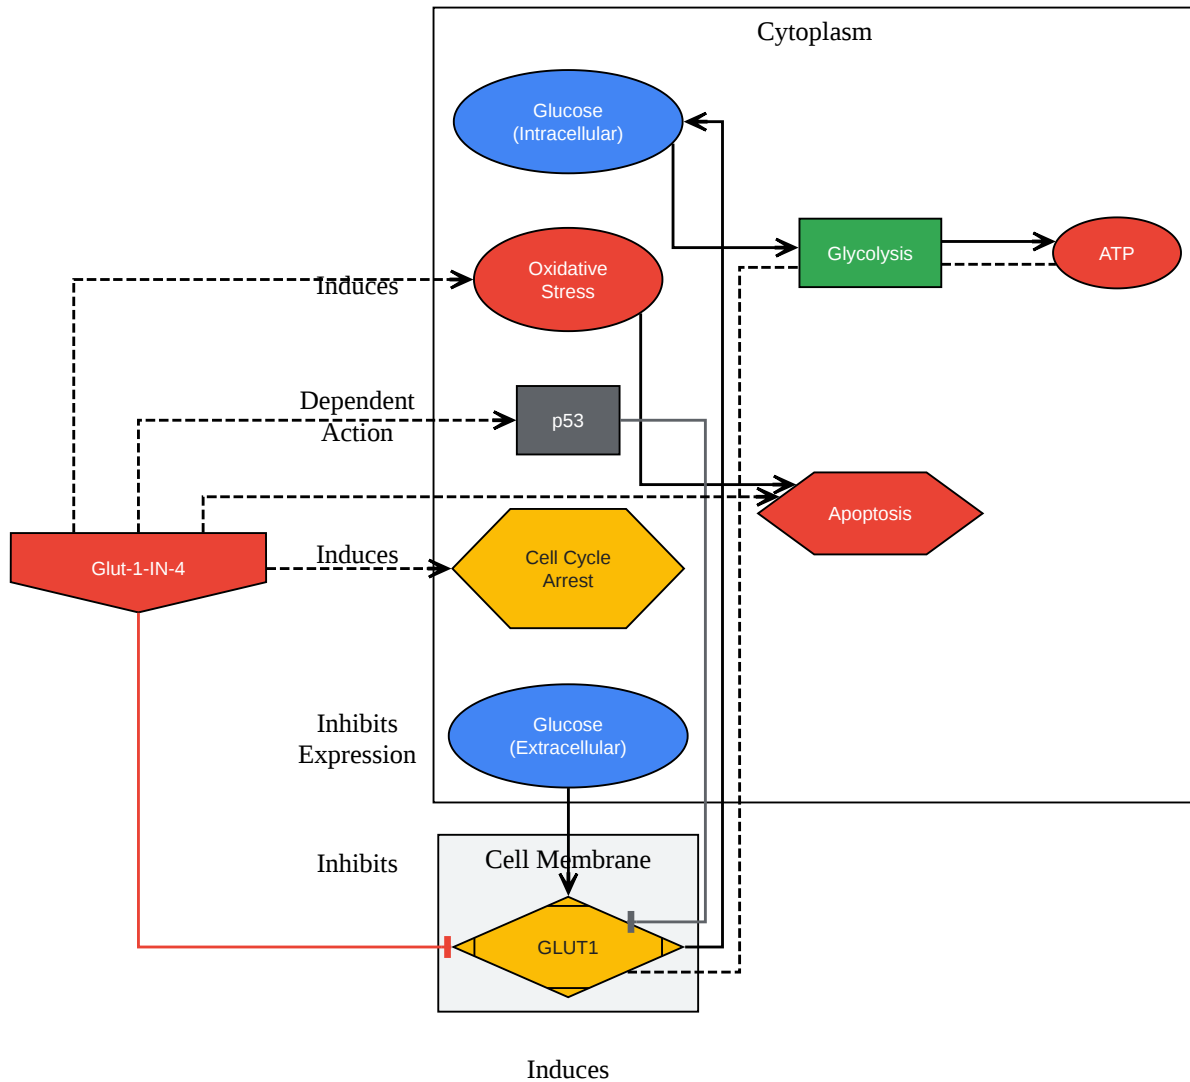 Cytoplasm
Glucose
(Intracellular)
Glycolysis
ATP
Oxidative
Stress
Induces
Dependent
Action
p53
Apoptosis
Glut-1-IN-4
Induces
Cell Cycle
Arrest
Inhibits
Expression
Glucose
(Extracellular)
Inhibits
Cell Membrane
GLUT1
Induces